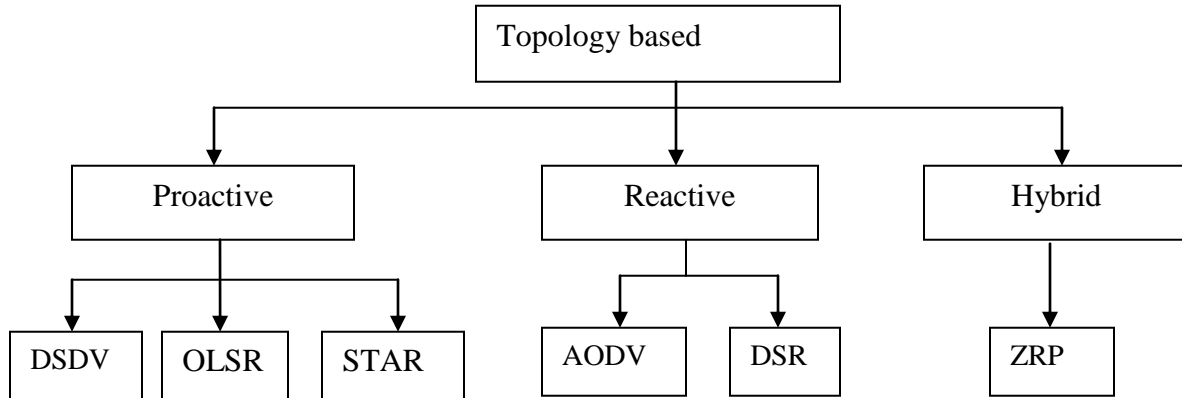 Topology based
Proactive
Reactive
Hybrid
DSDV
OLSR
STAR
AODV
DSR
ZRP